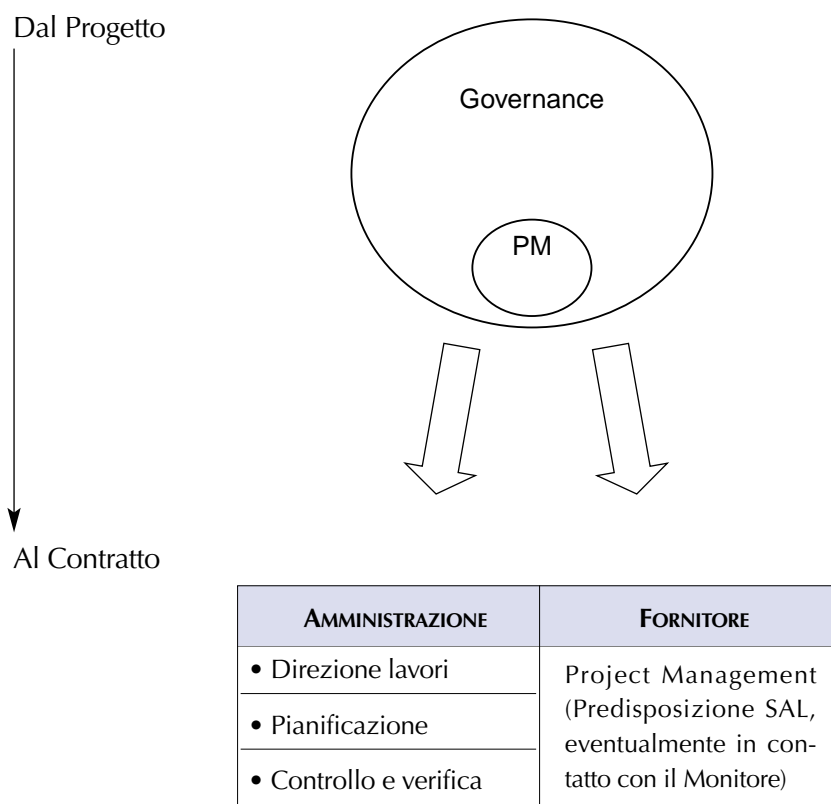 Dal Progetto
Governance
PM
Al Contratto
AMMINISTRAZIONE
FORNITORE
• Direzione lavori
• Pianificazione
• Controllo e verifica
Project Management
(Predisposizione SAL,
eventualmente in con-
tatto con il Monitore)